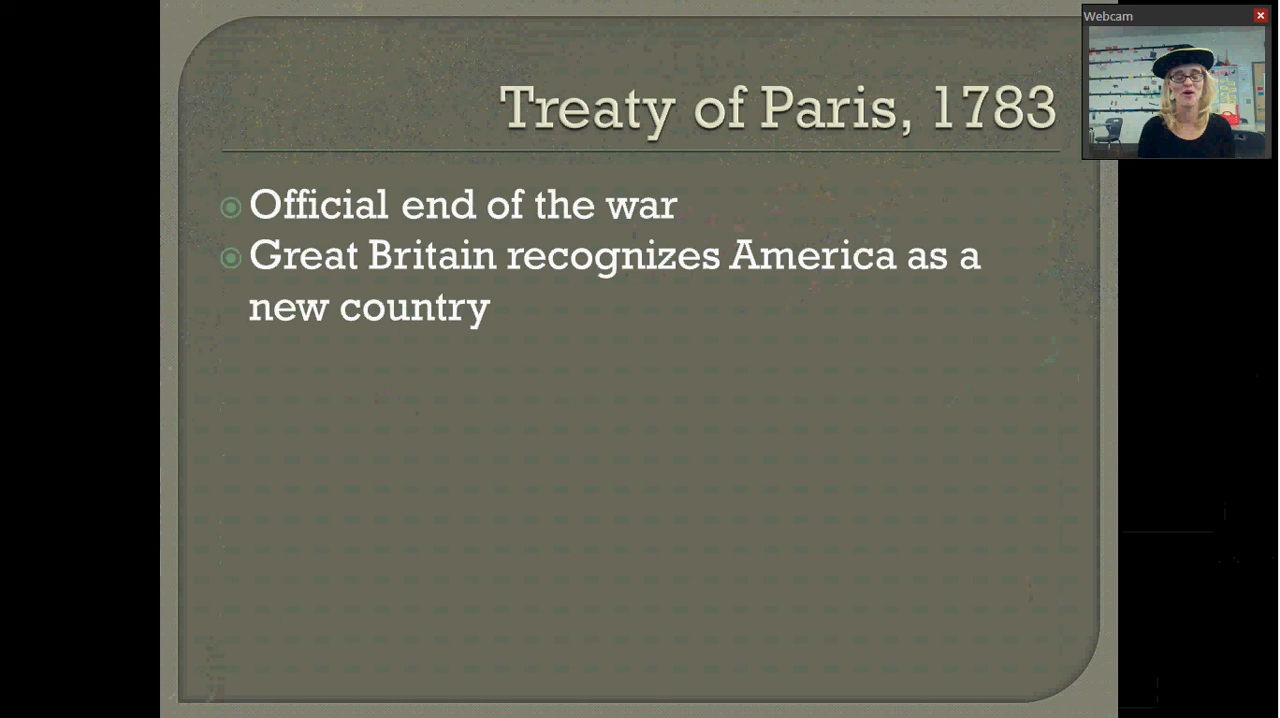 Webcam
Treaty of Paris, 1783
Official end of the war
Great Britain recognizes America as a
new country